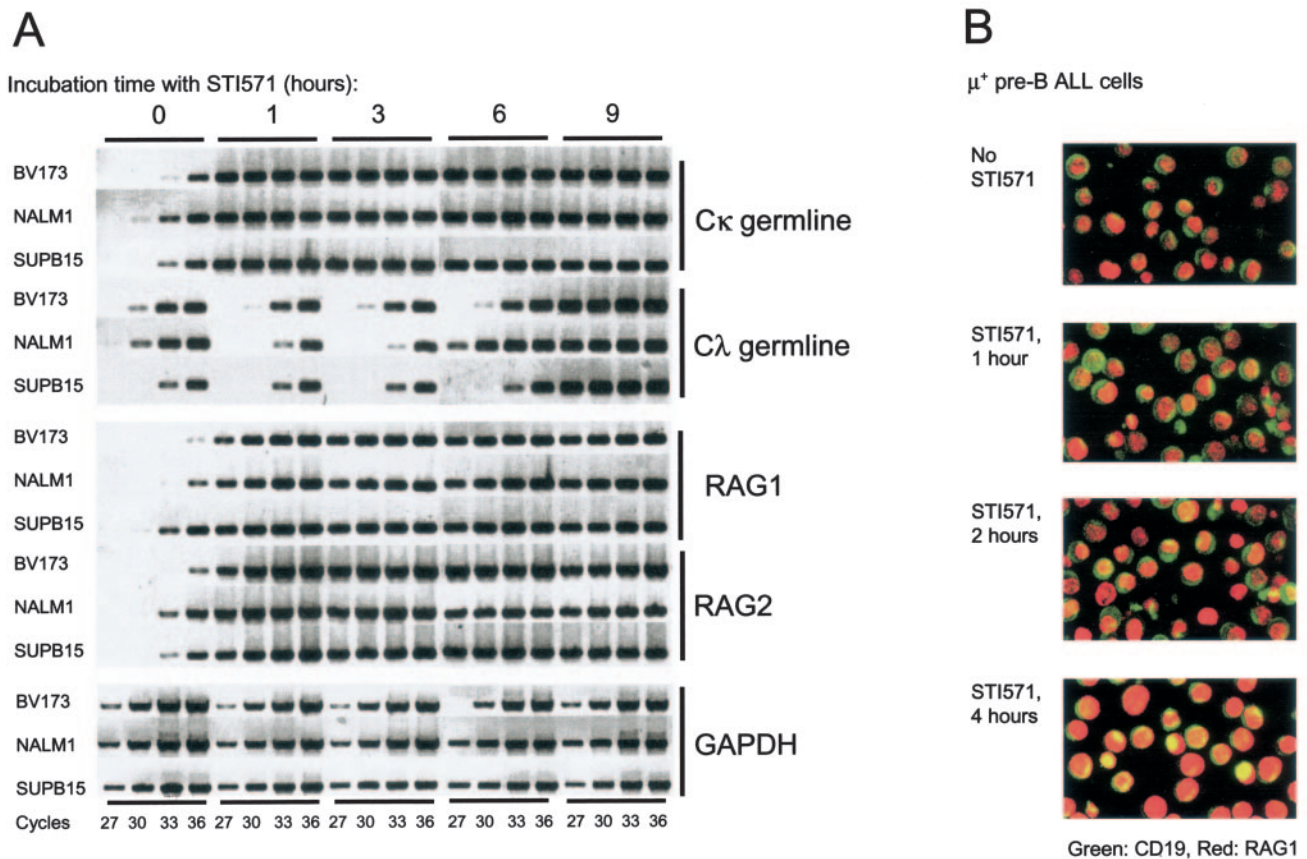 A
Incubation time with STI571 (hours):
0 1 3 6 9
BV173
NALM1
SUPB15
Cκ germline
BV173
NALM1
SUPB15
Cλ germline
BV173
NALM1
SUPB15
RAG1
BV173
NALM1
SUPB15
RAG2
BV173
NALM1
SUPB15
GAPDH
Cycles 27 30 33 36 27 30 33 36 27 30 33 36 27 30 33 36 27 30 33 36
B
μ+ pre-B ALL cells
No
STI571
STI571,
1 hour
STI571,
2 hours
STI571,
4 hours
Green: CD19, Red: RAG1